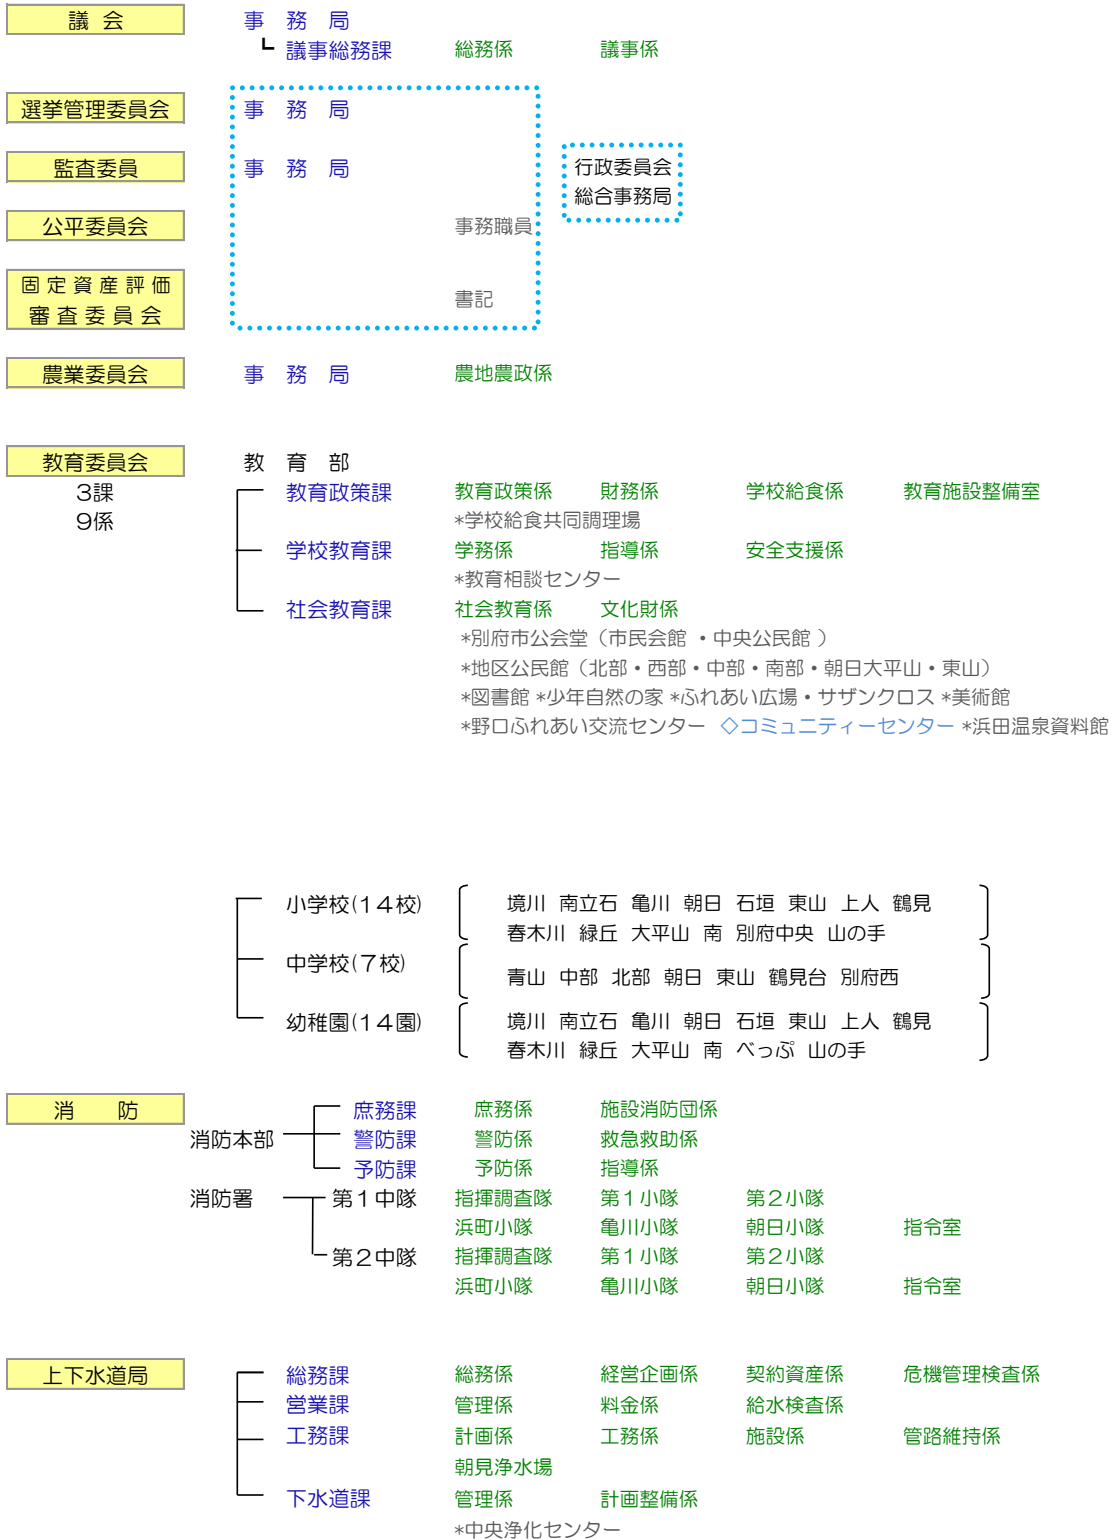 議 会 事 務 局
議事総務課 総務係 議事係
選挙管理委員会 事 務 局
監査委員 事 務 局 行政委員会
総合事務局
公平委員会 事務職員
固 定 資 産 評 価
審 査 委 員 会 書記
農業委員会 事 務 局 農地農政係
教育委員会 教 育 部
3課 教育政策課 教育政策係 財務係 学校給食係 教育施設整備室
9係 *学校給食共同調理場
学校教育課 学務係 指導係 安全支援係
*教育相談センター
社会教育課 社会教育係 文化財係
*別府市公会堂(市民会館 ・中央公民館 )
*地区公民館(北部・西部・中部・南部・朝日大平山・東山)
*図書館 *少年自然の家 *ふれあい広場・サザンクロス *美術館
*野口ふれあい交流センター ◇コミュニティーセンター *浜田温泉資料館
小学校(14校) 境川 南立石 亀川 朝日 石垣 東山 上人 鶴見
春木川 緑丘 大平山 南 別府中央 山の手
中学校(7校) 青山 中部 北部 朝日 東山 鶴見台 別府西
幼稚園(14園) 境川 南立石 亀川 朝日 石垣 東山 上人 鶴見
春木川 緑丘 大平山 南 べっぷ 山の手
消 防 庶務課 庶務係 施設消防団係
消防本部 警防課 警防係 救急救助係
予防課 予防係 指導係
消防署 第1中隊 指揮調査隊 第1小隊 第2小隊
浜町小隊 亀川小隊 朝日小隊 指令室
第2中隊 指揮調査隊 第1小隊 第2小隊
浜町小隊 亀川小隊 朝日小隊 指令室
上下水道局 総務課 総務係 経営企画係 契約資産係 危機管理検査係
営業課 管理係 料金係 給水検査係
工務課 計画係 工務係 施設係 管路維持係
朝見浄水場
下水道課 管理係 計画整備係
*中央浄化センター